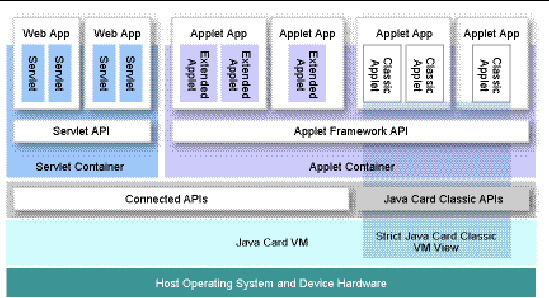 Web App Web App Applet App Applet App Applet App Applet App
Servlet Servlet Servlet Servlet Extended Applet Extended Applet Extended Applet Classic Applet Classic Applet Classic Applet
Servlet API Applet Framework API
Servlet Container Applet Container
Connected APIs Java Card Classic APIs
Java Card VM Strict Java Card Classic
VM View
Host Operating System and Device Hardware